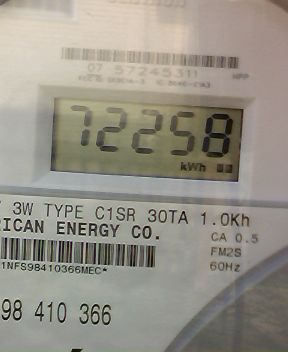 07 57245311
72258
kWh
3W TYPE C1SR 30TA 1.0Kh
RICAN ENERGY CO.
CA 0.5
FM2S
60Hz
1NFS98410366MEC*
98 410 366